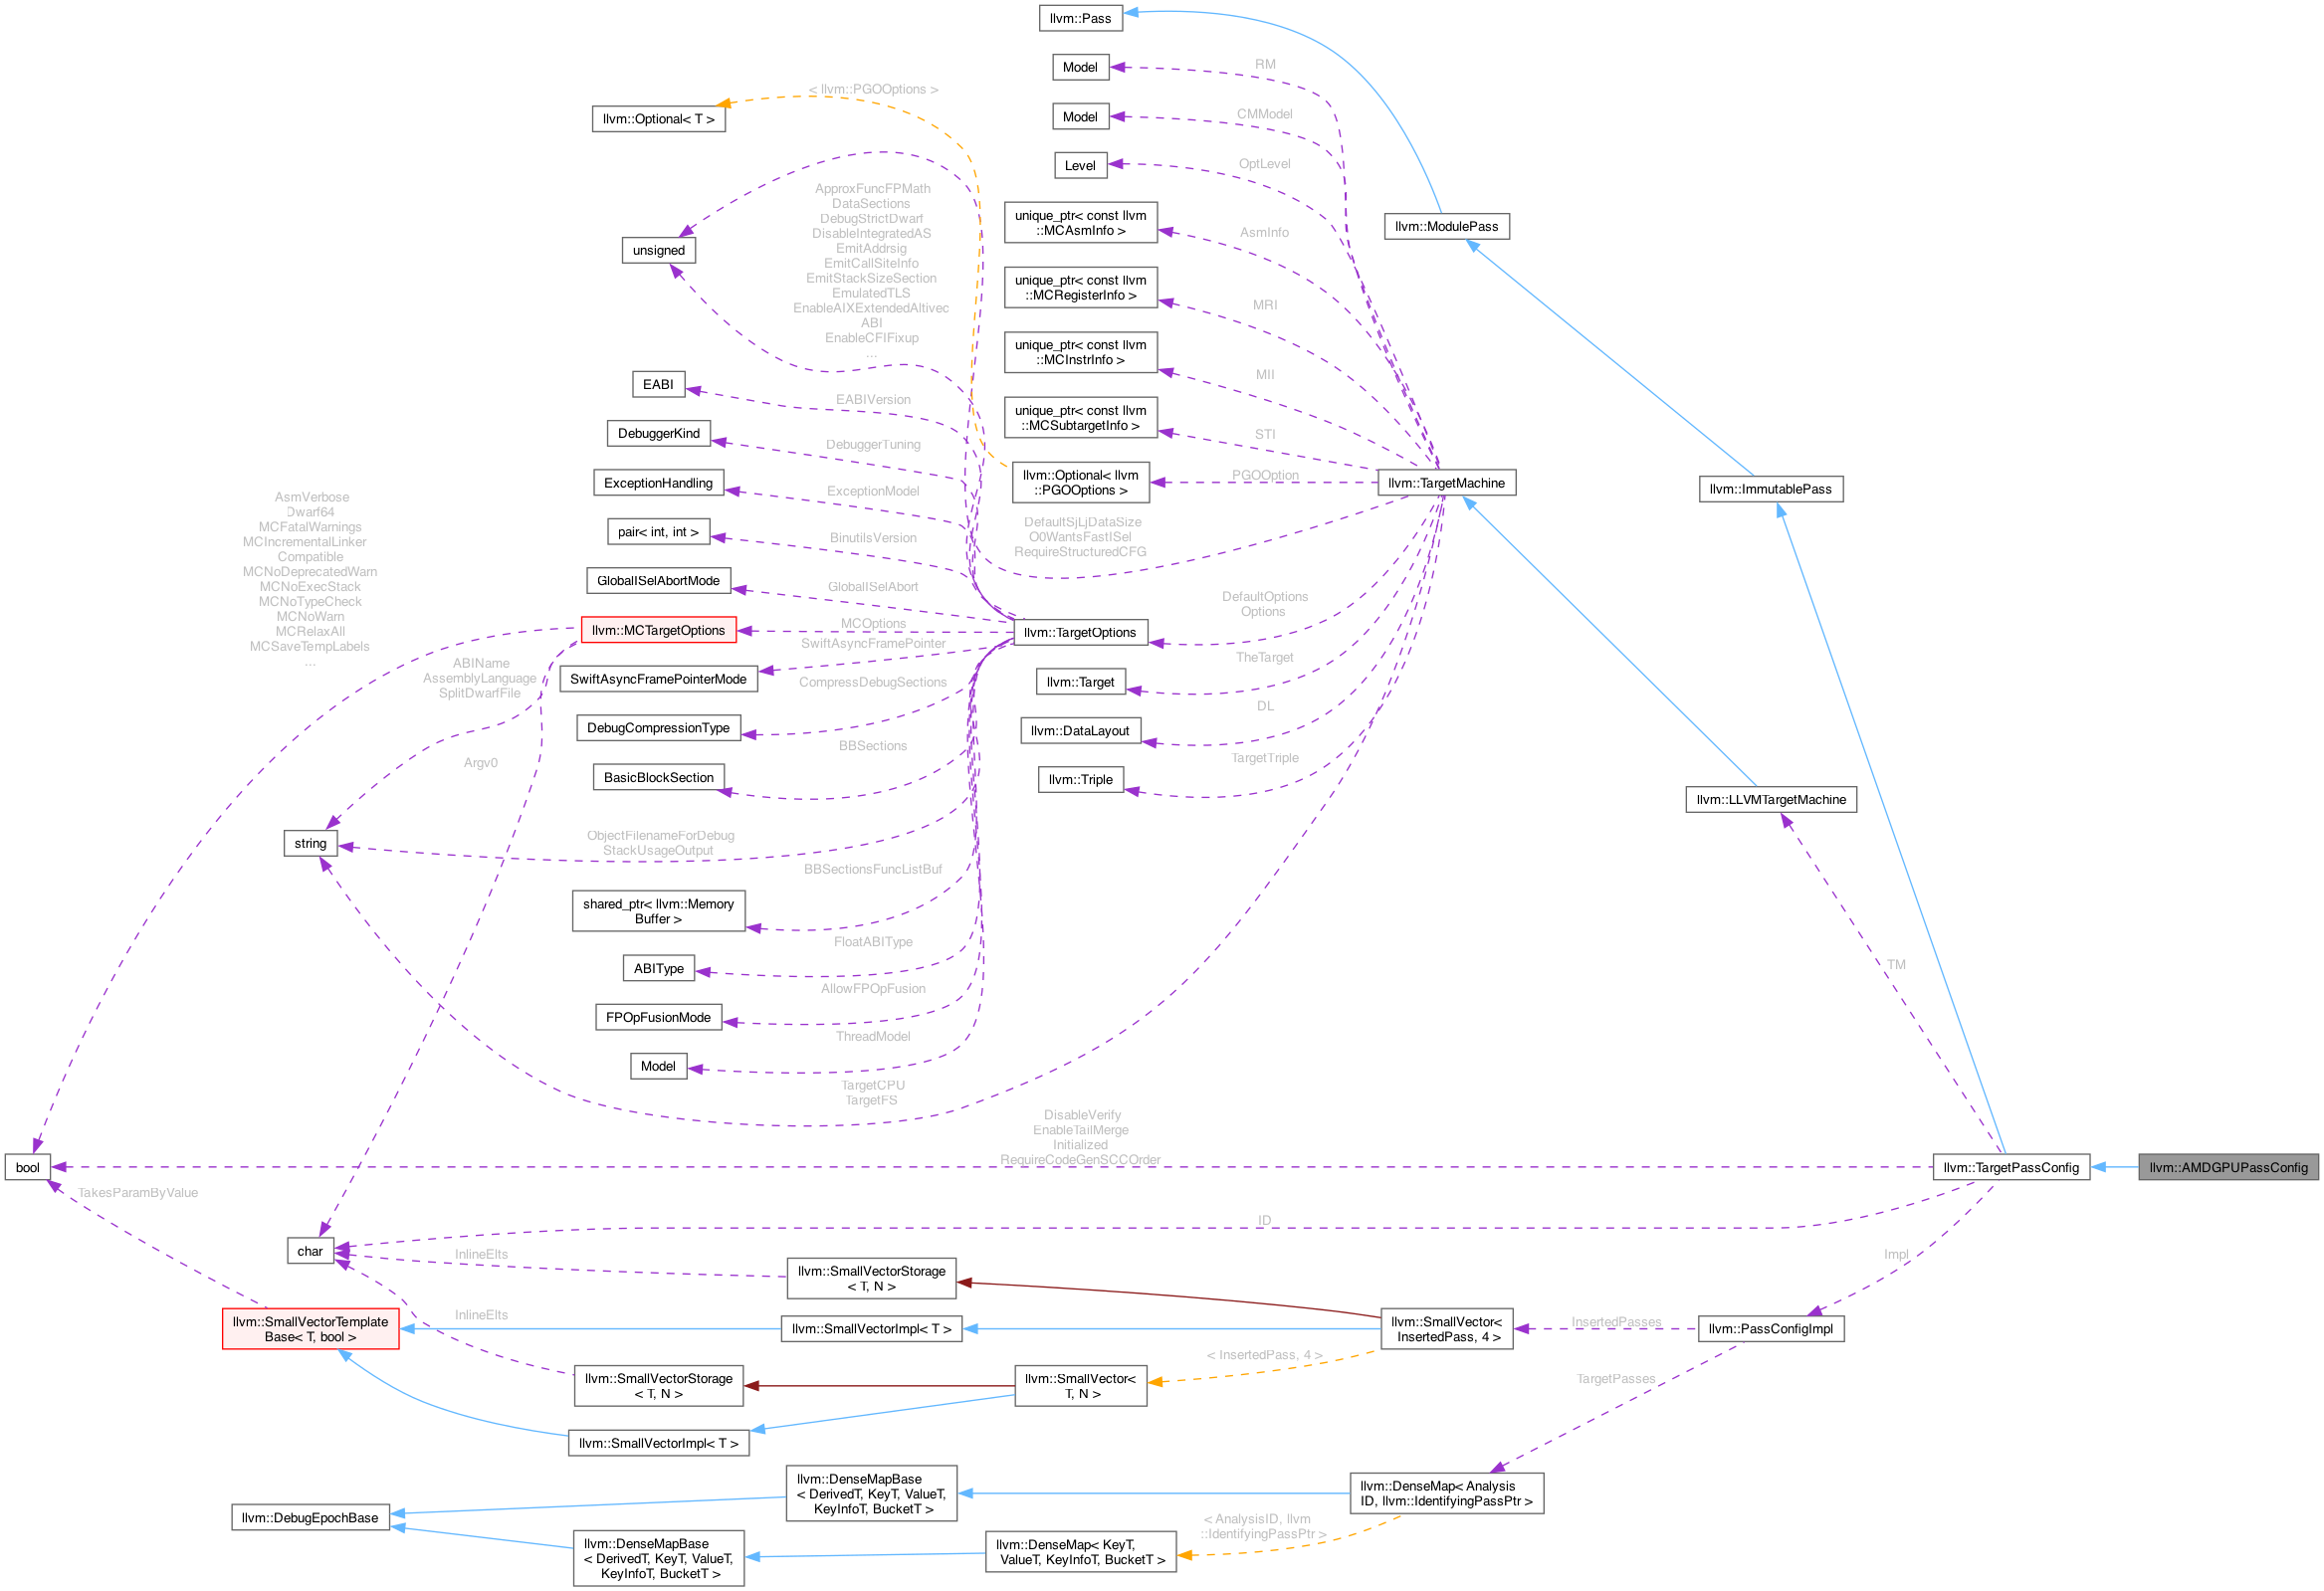 llvm::Pass
Model
RM
< llvm::PGOOptions >
llvm::Optional< T >
Model
CMModel
Level
OptLevel
ApproxFuncFPMath
DataSections
DebugStrictDwarf
DisableIntegratedAS
EmitAddrsig
EmitCallSiteInfo
EmitStackSizeSection
EmulatedTLS
EnableAIXExtendedAltivec
ABI
EnableCFIFixup
...
unsigned
unique_ptr< const llvm
::MCAsmInfo >
AsmInfo
llvm::ModulePass
unique_ptr< const llvm
::MCRegisterInfo >
MRI
unique_ptr< const llvm
::MCInstrInfo >
MII
EABI
EABIVersion
unique_ptr< const llvm
::MCSubtargetInfo >
STI
DebuggerKind
DebuggerTuning
llvm::Optional< llvm
::PGOOptions >
PGOOption
llvm::TargetMachine
llvm::ImmutablePass
ExceptionHandling
ExceptionModel
AsmVerbose
Dwarf64
MCFatalWarnings
MCIncrementalLinker
Compatible
MCNoDeprecatedWarn
MCNoExecStack
MCNoTypeCheck
MCNoWarn
MCRelaxAll
MCSaveTempLabels
...
pair< int, int >
BinutilsVersion
DefaultSjLjDataSize
O0WantsFastISel
RequireStructuredCFG
GlobalISelAbortMode
GlobalISelAbort
DefaultOptions
Options
llvm::MCTargetOptions
MCOptions
llvm::TargetOptions
SwiftAsyncFramePointer
SwiftAsyncFramePointerMode
TheTarget
llvm::Target
ABIName
AssemblyLanguage
SplitDwarfFile
CompressDebugSections
DebugCompressionType
DL
llvm::DataLayout
BBSections
BasicBlockSection
Argv0
TargetTriple
llvm::Triple
llvm::LLVMTargetMachine
string
ObjectFilenameForDebug
StackUsageOutput
BBSectionsFuncListBuf
shared_ptr< llvm::Memory
Buffer >
FloatABIType
ABIType
TM
AllowFPOpFusion
FPOpFusionMode
ThreadModel
Model
TargetCPU
TargetFS
DisableVerify
EnableTailMerge
Initialized
RequireCodeGenSCCOrder
bool
llvm::TargetPassConfig
llvm::AMDGPUPassConfig
TakesParamByValue
ID
char
InlineElts
llvm::SmallVectorStorage
< T, N >
Impl
llvm::SmallVectorTemplate
Base< T, bool >
InlineElts
llvm::SmallVectorImpl< T >
llvm::SmallVector<
InsertedPass, 4 >
InsertedPasses
llvm::PassConfigImpl
< InsertedPass, 4 >
llvm::SmallVectorStorage
< T, N >
llvm::SmallVector<
T, N >
TargetPasses
llvm::SmallVectorImpl< T >
llvm::DenseMapBase
< DerivedT, KeyT, ValueT,
KeyInfoT, BucketT >
llvm::DenseMap< Analysis
ID, llvm::IdentifyingPassPtr >
llvm::DebugEpochBase
< AnalysisID, llvm
::IdentifyingPassPtr >
llvm::DenseMapBase
< DerivedT, KeyT, ValueT,
KeyInfoT, BucketT >
llvm::DenseMap< KeyT,
ValueT, KeyInfoT, BucketT >